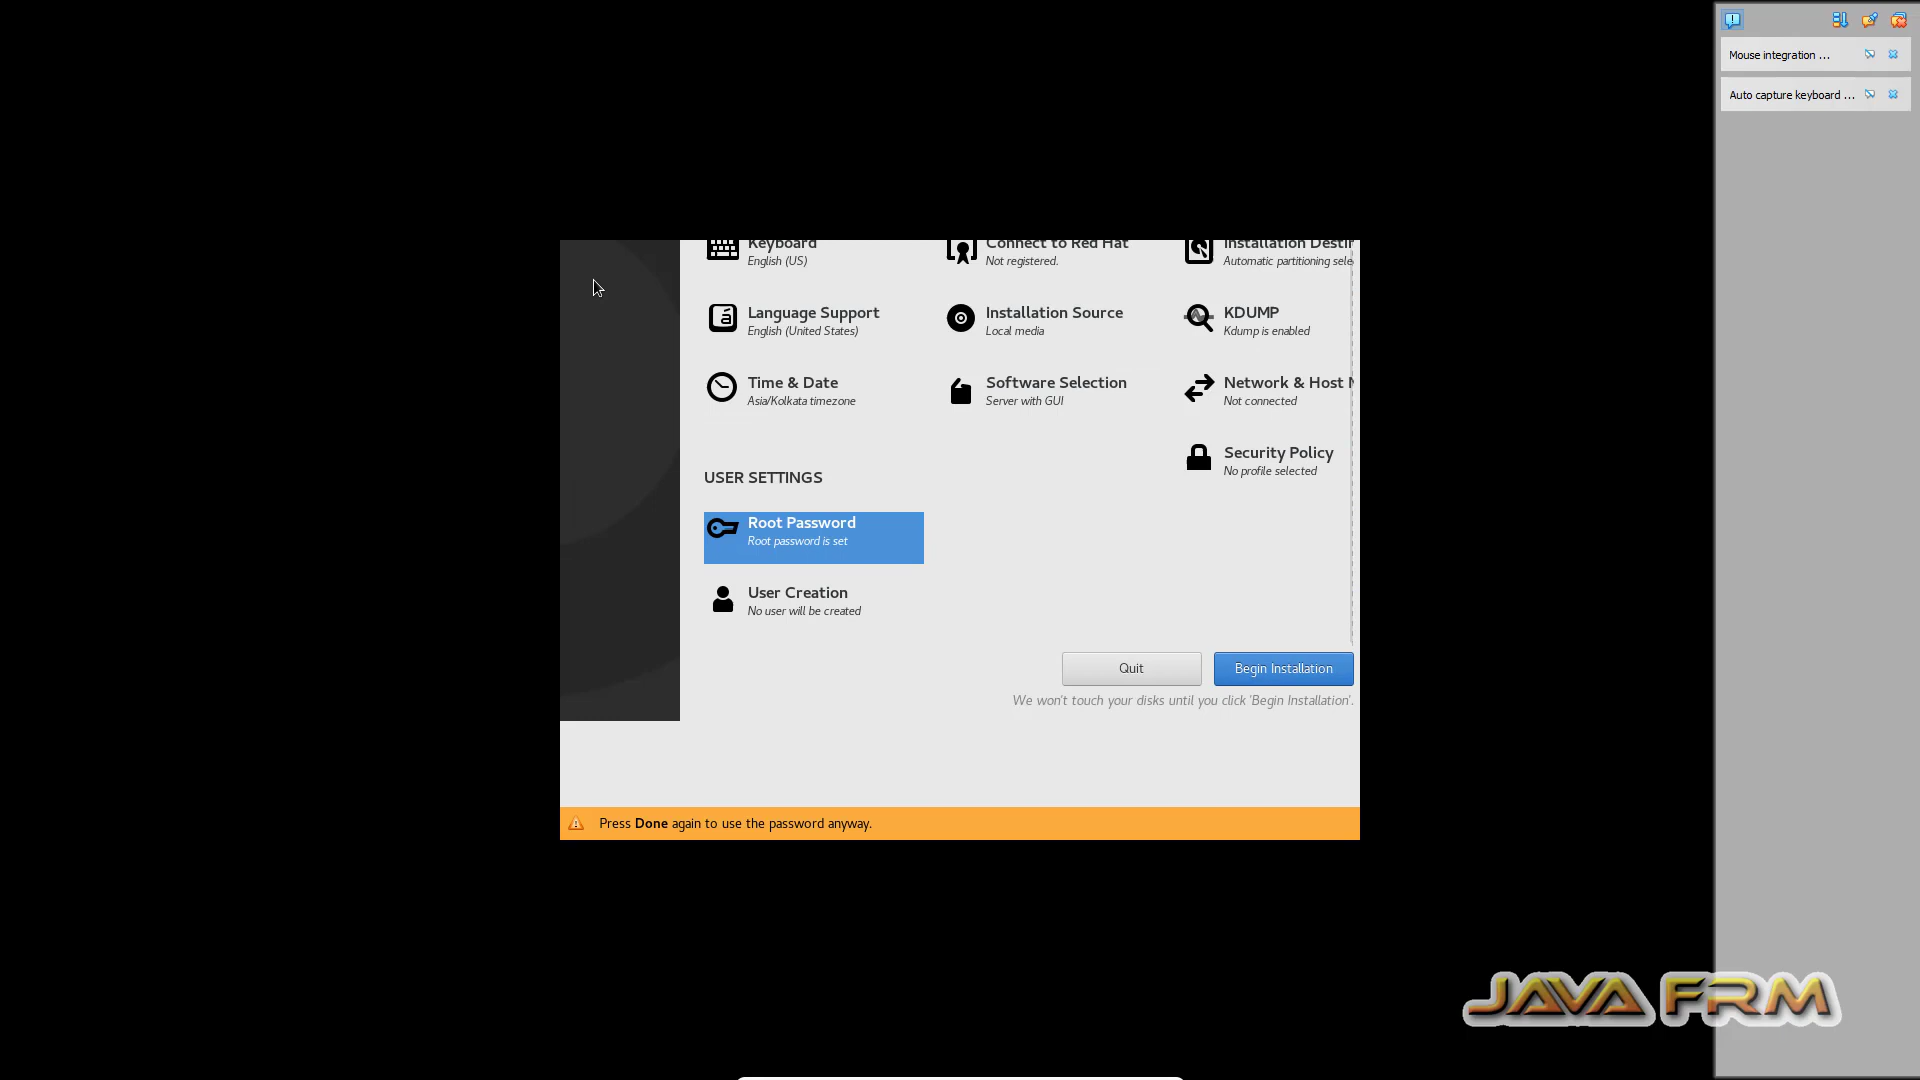 Mouse integration ...
Auto capture keyboard ...
Keyboard
English (US)
Connect to Red Hat
Not registered.
Installation Destin
Automatic partitioning sele
Language Support
English (United States)
Installation Source
Local media
KDUMP
Kdump is enabled
Time & Date
Asia/Kolkata timezone
Software Selection
Server with GUI
Network & Host N
Not connected
Security Policy
No profile selected
USER SETTINGS
Root Password
Root password is set
User Creation
No user will be created
Quit
Begin Installation
We won't touch your disks until you click 'Begin Installation'.
Press Done again to use the password anyway.
JAVA FRM